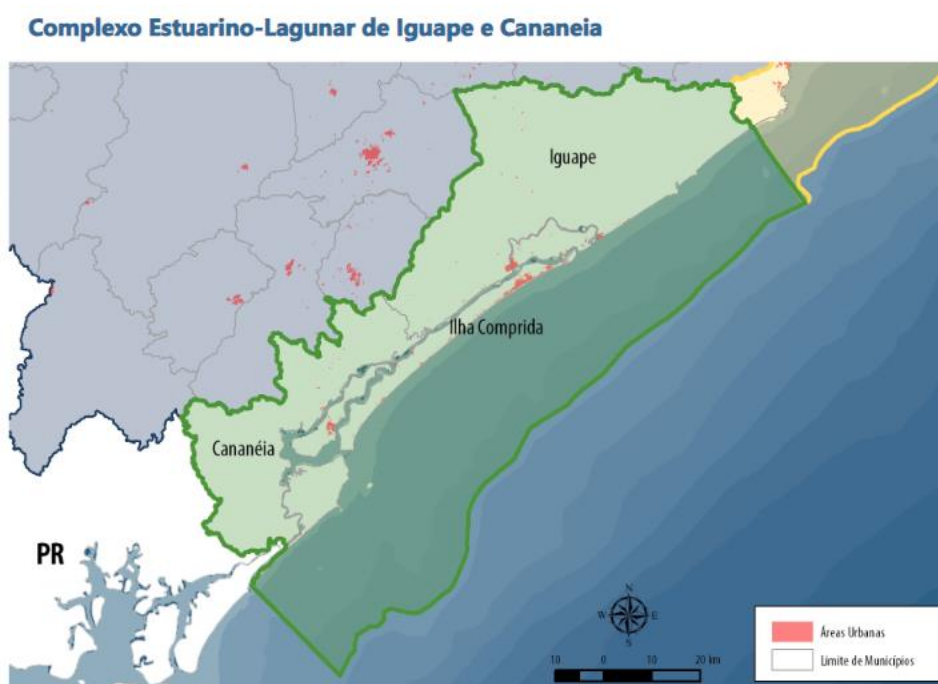 Complexo Estuarino-Lagunar de Iguape e Cananeia
Iguape
Ilha Comprida
Cananéia
PR
N
W E
S
10 0 10 20 km
Áreas Urbanas
Límite de Municípios